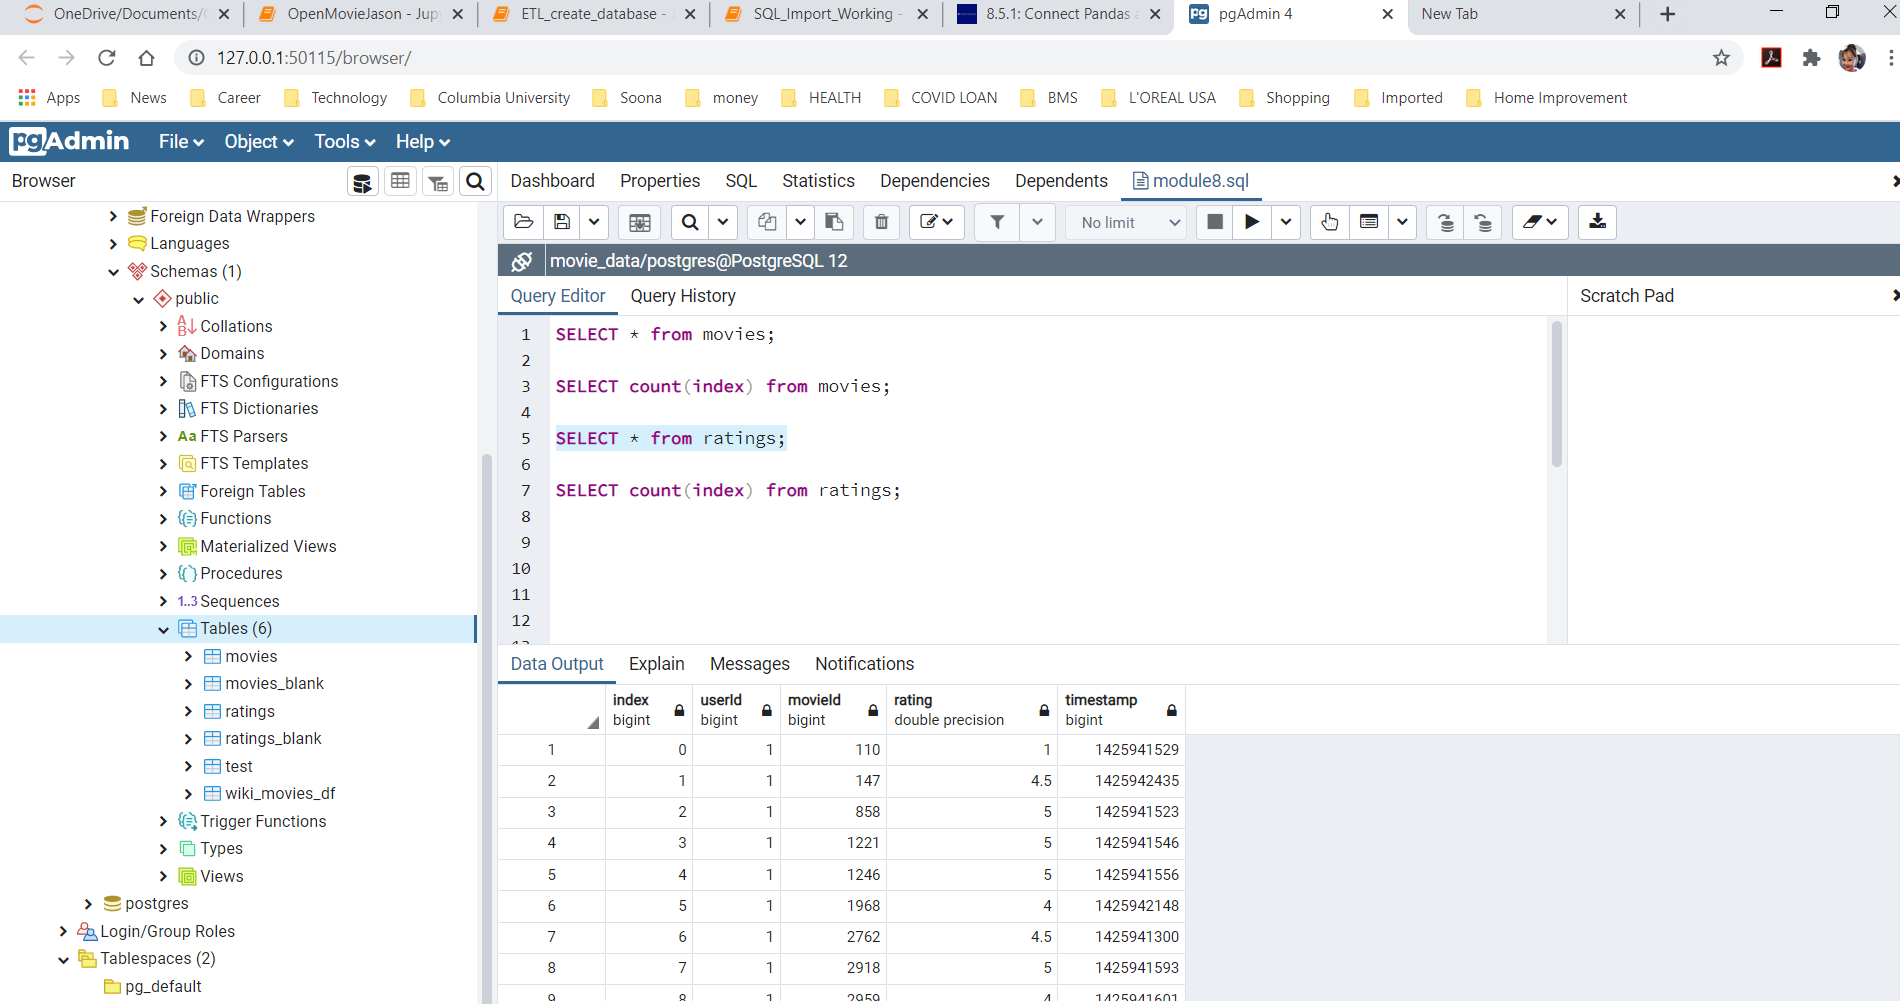 OneDrive/Documents/
OpenMovieJason - Jup
ETL_create_database -
SQL_Import_Working -
8.5.1: Connect Pandas
pgAdmin 4
New Tab
127.0.0.1:50115/browser/
Apps
News
Career
Technology
Columbia University
Soona
money
HEALTH
COVID LOAN
BMS
L'OREAL USA
Shopping
Imported
Home Improvement
pgAdmin
File
Object
Tools
Help
Browser
Dashboard
Properties
SQL
Statistics
Dependencies
Dependents
module8.sql
Foreign Data Wrappers
Languages
Schemas (1)
public
Collations
Domains
FTS Configurations
FTS Dictionaries
Aa FTS Parsers
FTS Templates
Foreign Tables
Functions
Materialized Views
Procedures
1..3 Sequences
Tables (6)
movies
movies_blank
ratings
ratings_blank
test
wiki_movies_df
Trigger Functions
Types
Views
postgres
Login/Group Roles
Tablespaces (2)
pg_default
No limit
movie_data/postgres@PostgreSQL 12
Query Editor
Query History
Scratch Pad
1 SELECT * from movies;
2
3 SELECT count(index) from movies;
4
5 SELECT * from ratings;
6
7 SELECT count(index) from ratings;
8
9
10
11
12
Data Output
Explain
Messages
Notifications
index userId movieId rating timestamp
bigint bigint bigint double precision bigint
1 0 1 110 1 1425941529
2 1 1 147 4.5 1425942435
3 2 1 858 5 1425941523
4 3 1 1221 5 1425941546
5 4 1 1246 5 1425941556
6 5 1 1968 4 1425942148
7 6 1 2762 4.5 1425941300
8 7 1 2918 5 1425941593
9 8 1 2959 4 1425941601